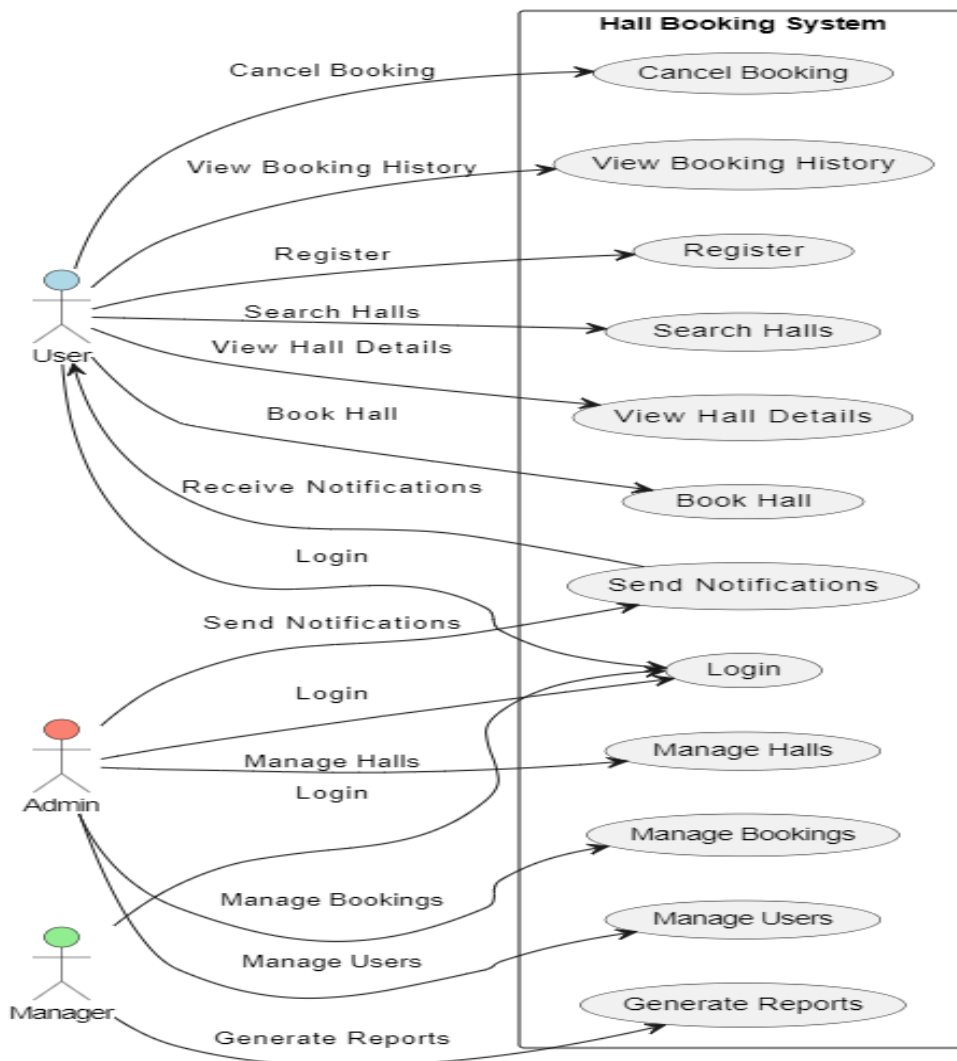 Hall Booking System
Cancel Booking
Cancel Booking
View Booking History
View Booking History
Register
Register
Search Halls
Search Halls
User
View Hall Details
View Hall Details
Book Hall
Book Hall
Receive Notifications
Login
Send Notifications
Send Notifications
Login
Login
Manage Halls
Manage Halls
Login
Admin
Manage Bookings
Manage Bookings
Manage Users
Manage Users
Generate Reports
Manager
Generate Reports